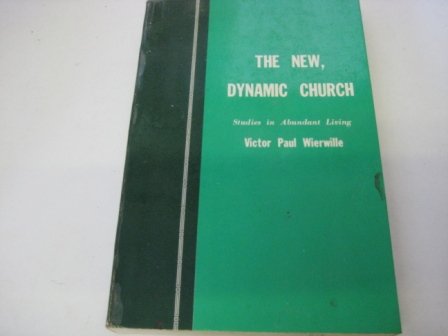 THE NEW,
DYNAMIC CHURCH
Studies in Abundant Living
Victor Paul Wierwille